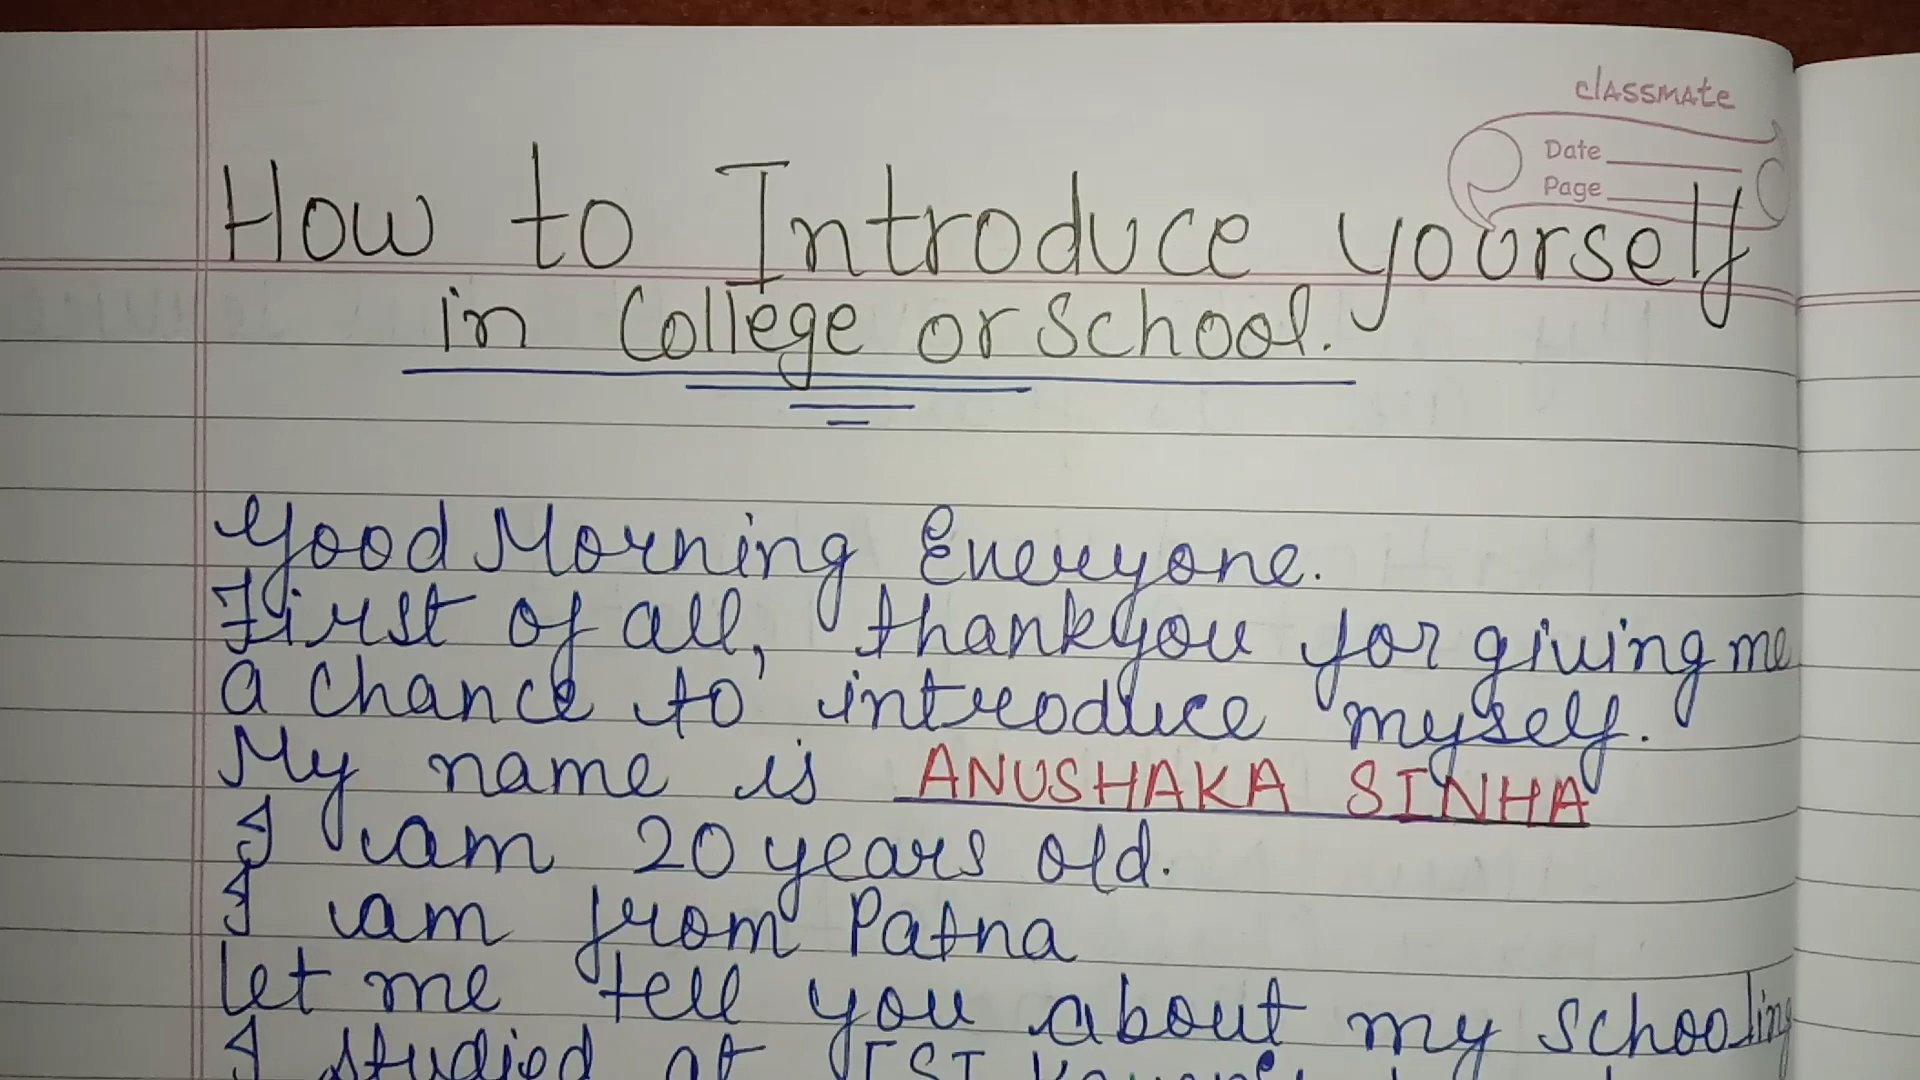 classmate
Date
Page
How to Introduce yourself
in College or School.
Good Morning Everyone.
First of all, thankyou for giving me
a chance to introduce myself.
My name is ANUSHAKA SINHA
I am 20 years old.
I am from Patna
let me tell you about my schooling
I studied at